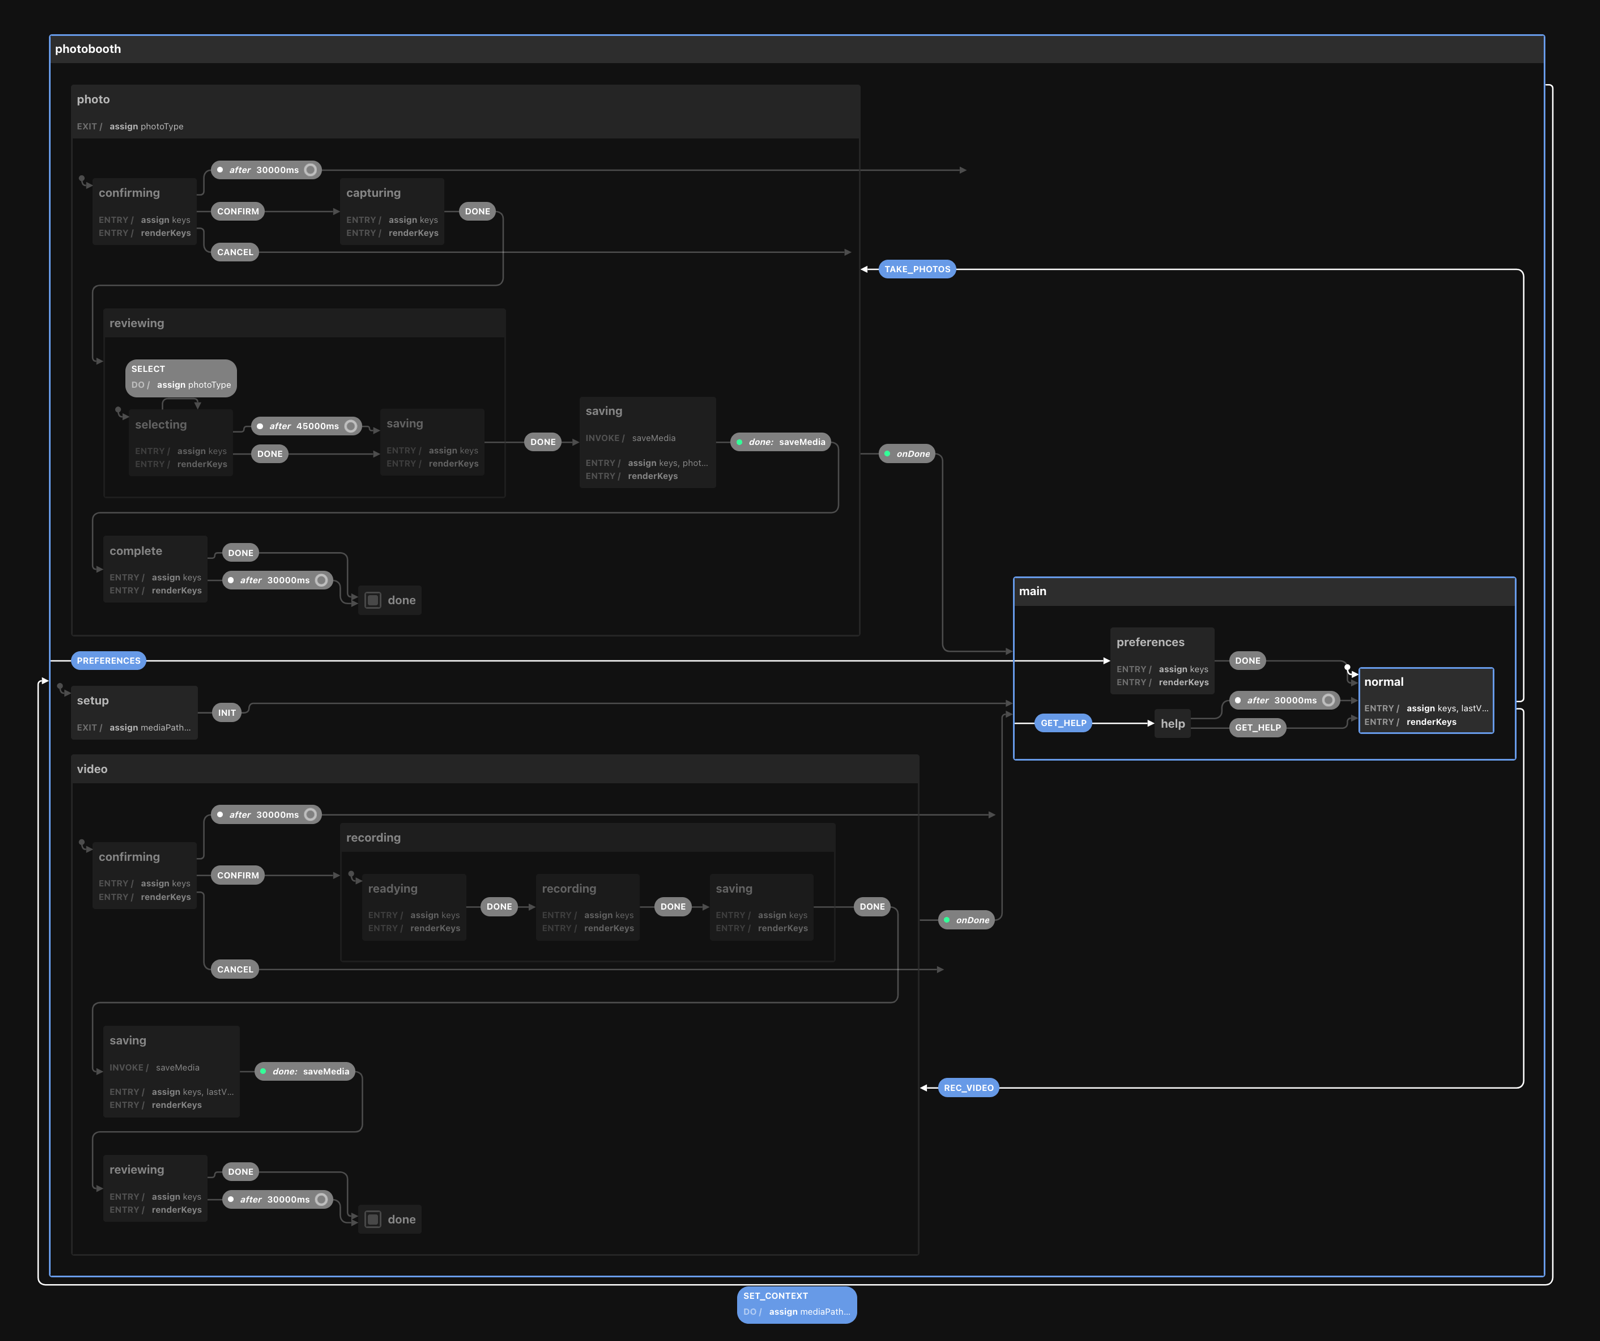 photobooth
photo
EXIT / assign photoType
after 30000ms
confirming
ENTRY / assign keys
ENTRY / renderKeys
CONFIRM
CANCEL
capturing
ENTRY / assign keys
ENTRY / renderKeys
DONE
TAKE_PHOTOS
reviewing
SELECT
DO / assign photoType
selecting
ENTRY / assign keys
ENTRY / renderKeys
after 45000ms
DONE
saving
ENTRY / assign keys
ENTRY / renderKeys
DONE
saving
INVOKE / saveMedia
ENTRY / assign keys, phot...
ENTRY / renderKeys
done: saveMedia
onDone
complete
ENTRY / assign keys
ENTRY / renderKeys
DONE
after 30000ms
done
main
PREFERENCES
preferences
ENTRY / assign keys
ENTRY / renderKeys
DONE
normal
ENTRY / assign keys, lastV...
ENTRY / renderKeys
after 30000ms
GET_HELP
help
GET_HELP
setup
EXIT / assign mediaPath...
INIT
video
after 30000ms
confirming
ENTRY / assign keys
ENTRY / renderKeys
CONFIRM
CANCEL
recording
readying
ENTRY / assign keys
ENTRY / renderKeys
DONE
recording
ENTRY / assign keys
ENTRY / renderKeys
DONE
saving
ENTRY / assign keys
ENTRY / renderKeys
DONE
onDone
saving
INVOKE / saveMedia
ENTRY / assign keys, lastV...
ENTRY / renderKeys
done: saveMedia
REC_VIDEO
reviewing
ENTRY / assign keys
ENTRY / renderKeys
DONE
after 30000ms
done
SET_CONTEXT
DO / assign mediaPath...